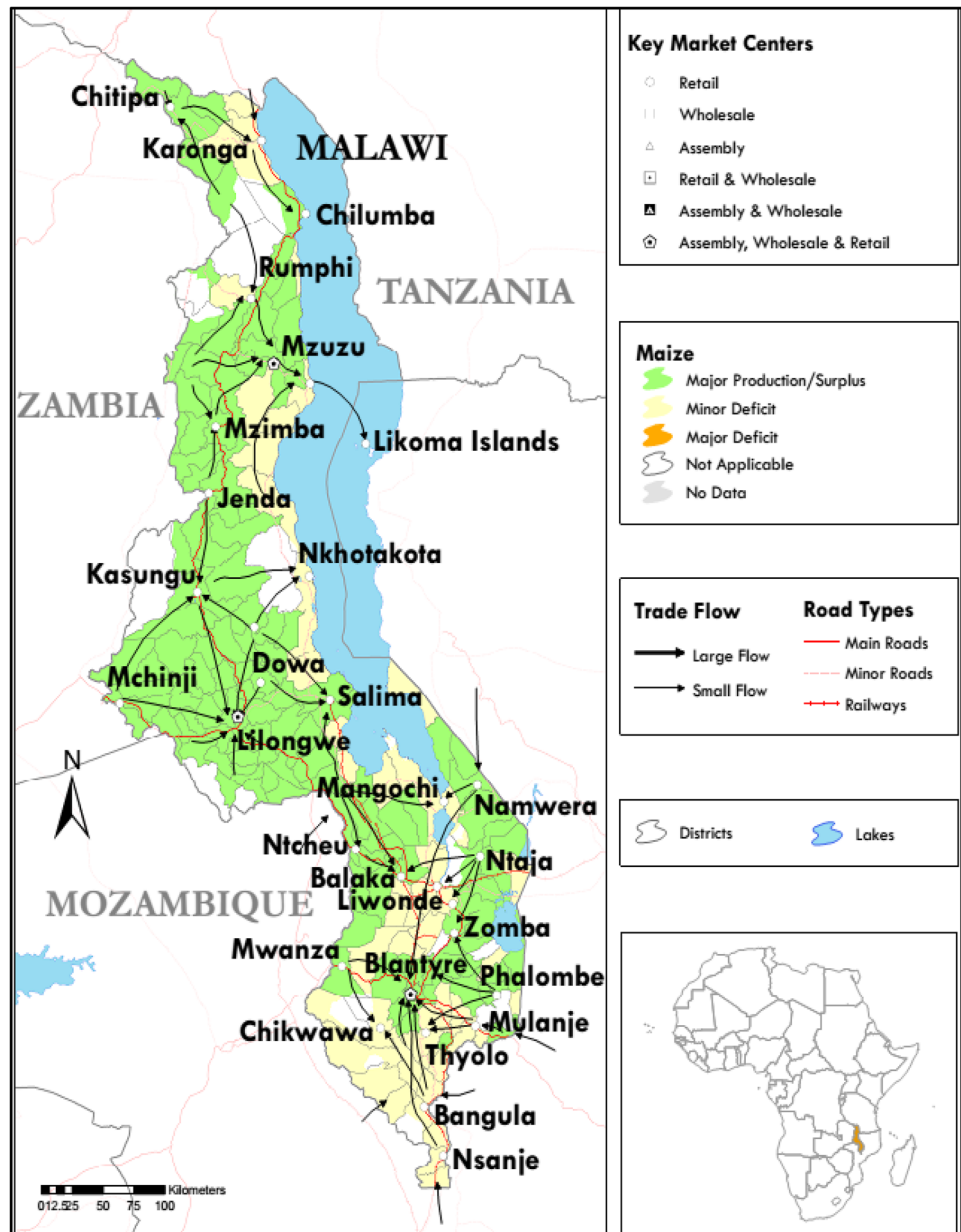 Chitipa
Karonga
MALAWI
Chilumba
Rumphi
TANZANIA
Mzuzu
ZAMBIA
Mzimba
Likoma Islands
Jenda
Nkhotakota
Kasungu
Dowa
Mchinji
Salima
Lilongwe
N
Mangochi
Namwera
Ntcheu
Ntaja
Balaka
Liwonde
MOZAMBIQUE
Zomba
Mwanza
Blantyre
Phalombe
Chikwawa
Mulanje
Thyolo
Bangula
Nsanje
Kilometers
012.525 50 75 100
Key Market Centers
Retail
Wholesale
Assembly
Retail & Wholesale
Assembly & Wholesale
Assembly, Wholesale & Retail
Maize
Major Production/Surplus
Minor Deficit
Major Deficit
Not Applicable
No Data
Trade Flow
Large Flow
Small Flow
Road Types
Main Roads
Minor Roads
Railways
Districts
Lakes